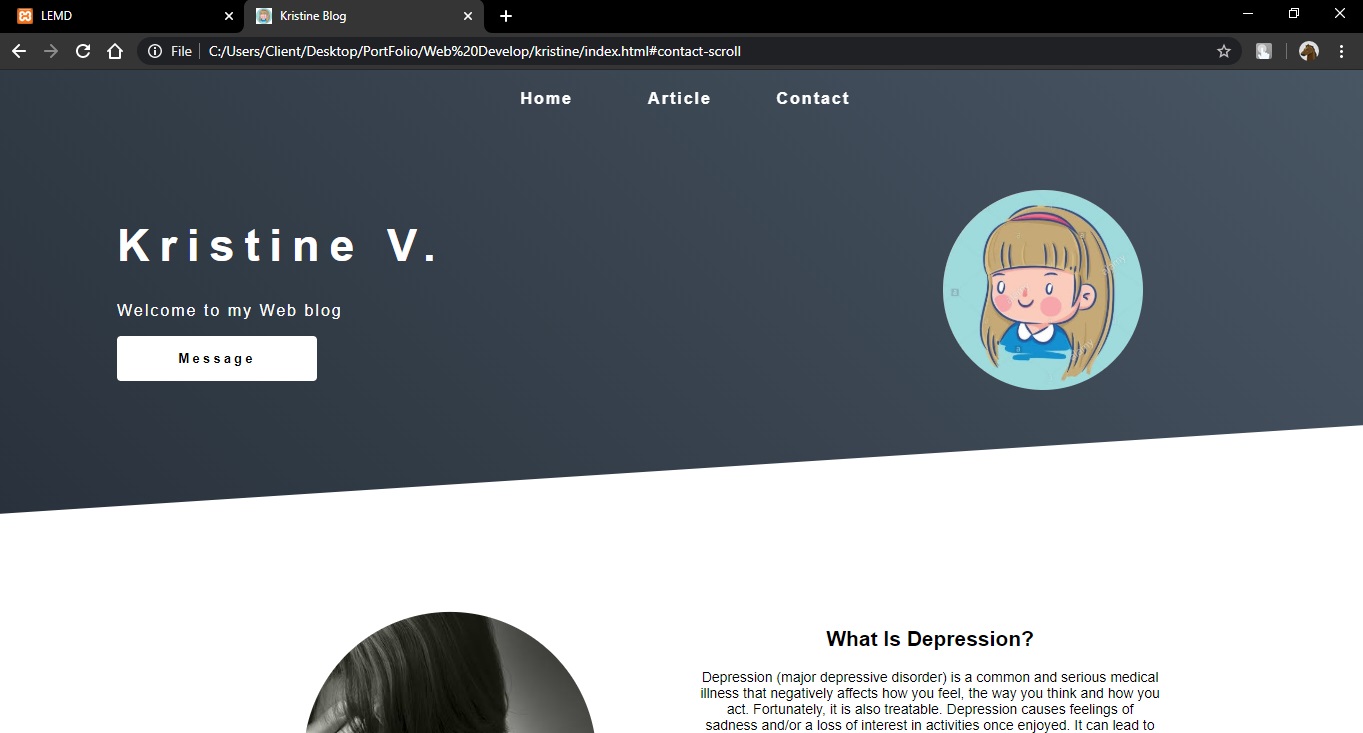 LEMD
Kristine Blog
File
C:/Users/Client/Desktop/PortFolio/Web%20Develop/kristine/index.html#contact-scroll
Home
Article
Contact
Kristine V.
Welcome to my Web blog
Message
What Is Depression?
Depression (major depressive disorder) is a common and serious medical
illness that negatively affects how you feel, the way you think and how you
act. Fortunately, it is also treatable. Depression causes feelings of
sadness and/or a loss of interest in activities once enjoyed. It can lead to